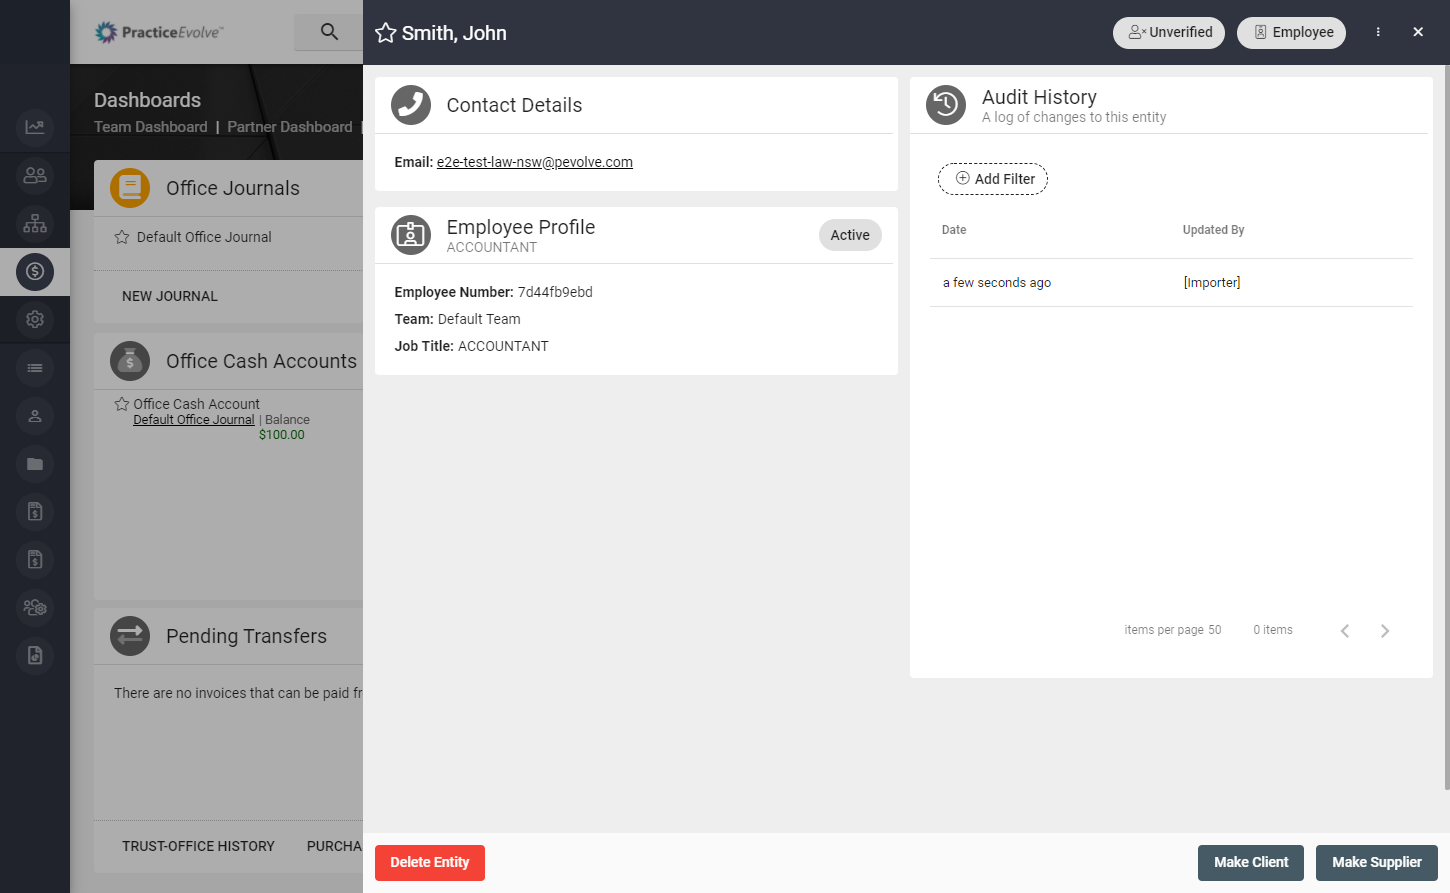 PracticeEvolve™
Dashboards
Team Dashboard | Partner Dashboard |
Office Journals
Default Office Journal
NEW JOURNAL
Office Cash Accounts
Office Cash Account
Default Office Journal | Balance
$100.00
Pending Transfers
There are no invoices that can be paid fr
TRUST-OFFICE HISTORY PURCHA
Smith, John
Unverified
Employee
Contact Details
Email: e2e-test-law-nsw@pevolve.com
Employee Profile
ACCOUNTANT
Active
Employee Number: 7d44fb9ebd
Team: Default Team
Job Title: ACCOUNTANT
Audit History
A log of changes to this entity
Add Filter
Date Updated By
a few seconds ago [Importer]
items per page 50 0 items
Delete Entity
Make Client
Make Supplier